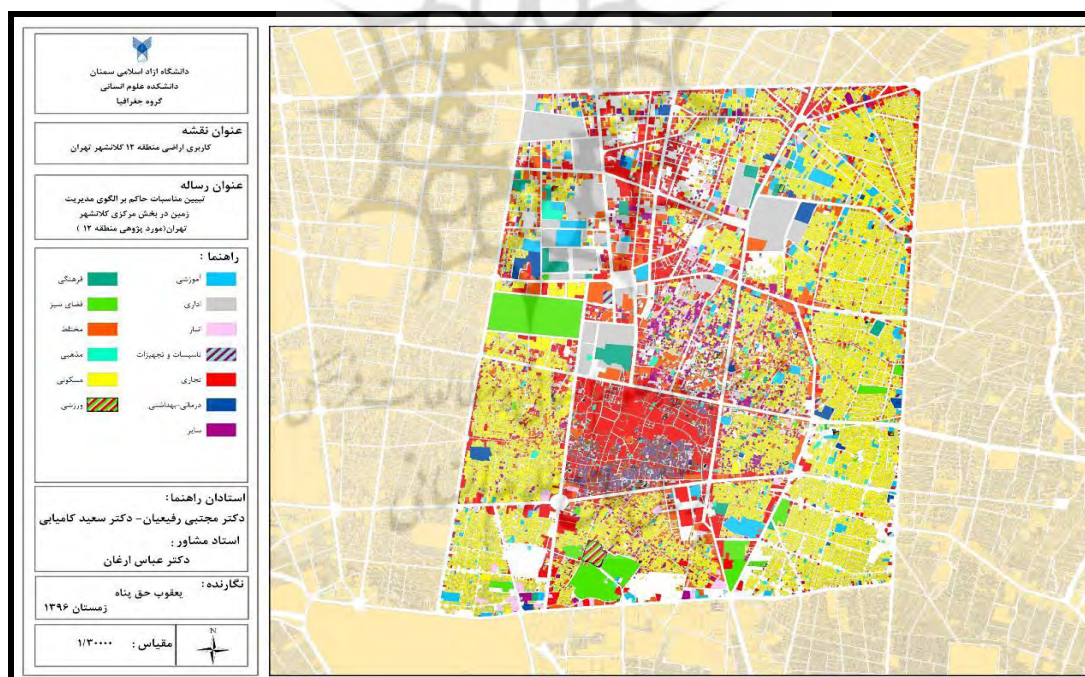 دانشگاه آزاد اسلامی سمنان
دانشکده علوم انسانی
گروه جغرافیا
عنوان نقشه
کاربری اراضی منطقه ۱۲ کلانشهر تهران
عنوان رساله
تبیین مناسبات حاکم بر الگوی مدیریت
زمین در بخش مرکزی کلانشهر
تهران(مورد پژوهی منطقه ۱۲ )
راهنما :
آموزشی
فرهنگی
اداری
فضای سبز
انبار
مختلط
تاسیسات و تجهیزات
مذهبی
تجاری
مسکونی
درمانی-بهداشتی
ورزشی
سایر
استادان راهنما:
دکتر مجتبی رفیعیان- دکتر سعید کامیابی
استاد مشاور :
دکتر عباس ارغان
نگارنده :
یعقوب حق پناه
زمستان ۱۳۹۶
مقیاس : ۱/۳۰۰۰۰
N